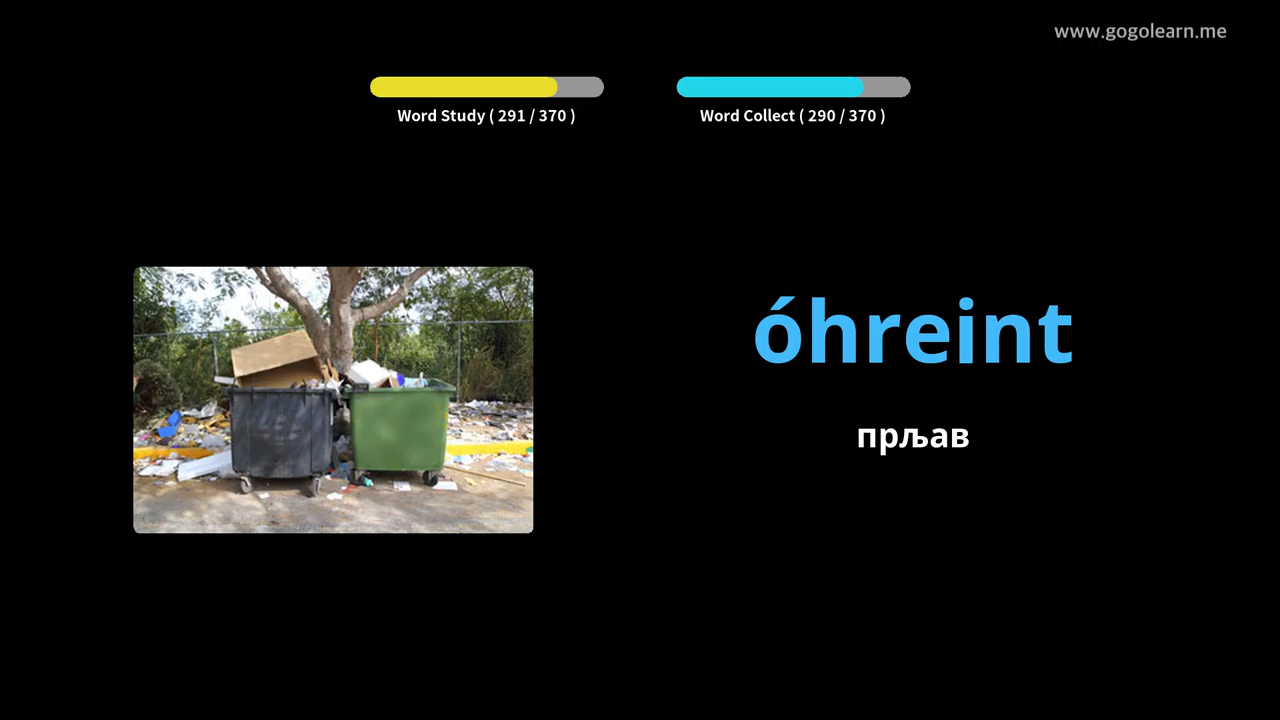 www.gogolearn.me
Word Study ( 291 / 370 )
Word Collect ( 290 / 370 )
óhreint
прљав